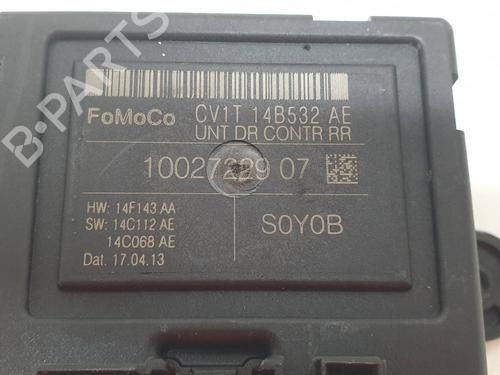 B-PARTS
FoMoCo CV1T 14B532 AE
UNT DR CONTR RR
10027229 07
HW: 14F143 AA
SW: 14C112 AE
14C068 AE
S0Y0B
Dat. 17.04.13